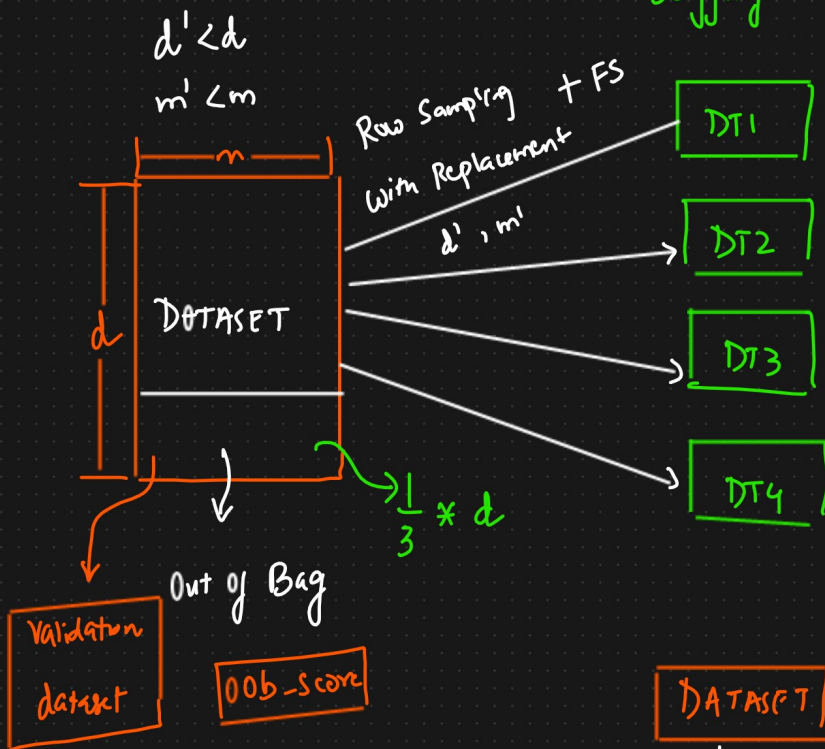 d' < d
m' < m
m
d
DATASET
Row Sampling + FS
With Replacement
d', m'
DT1
DT2
DT3
DT4
1/3 * d
Out of Bag
Validation
dataset
OOb_score
DATASET